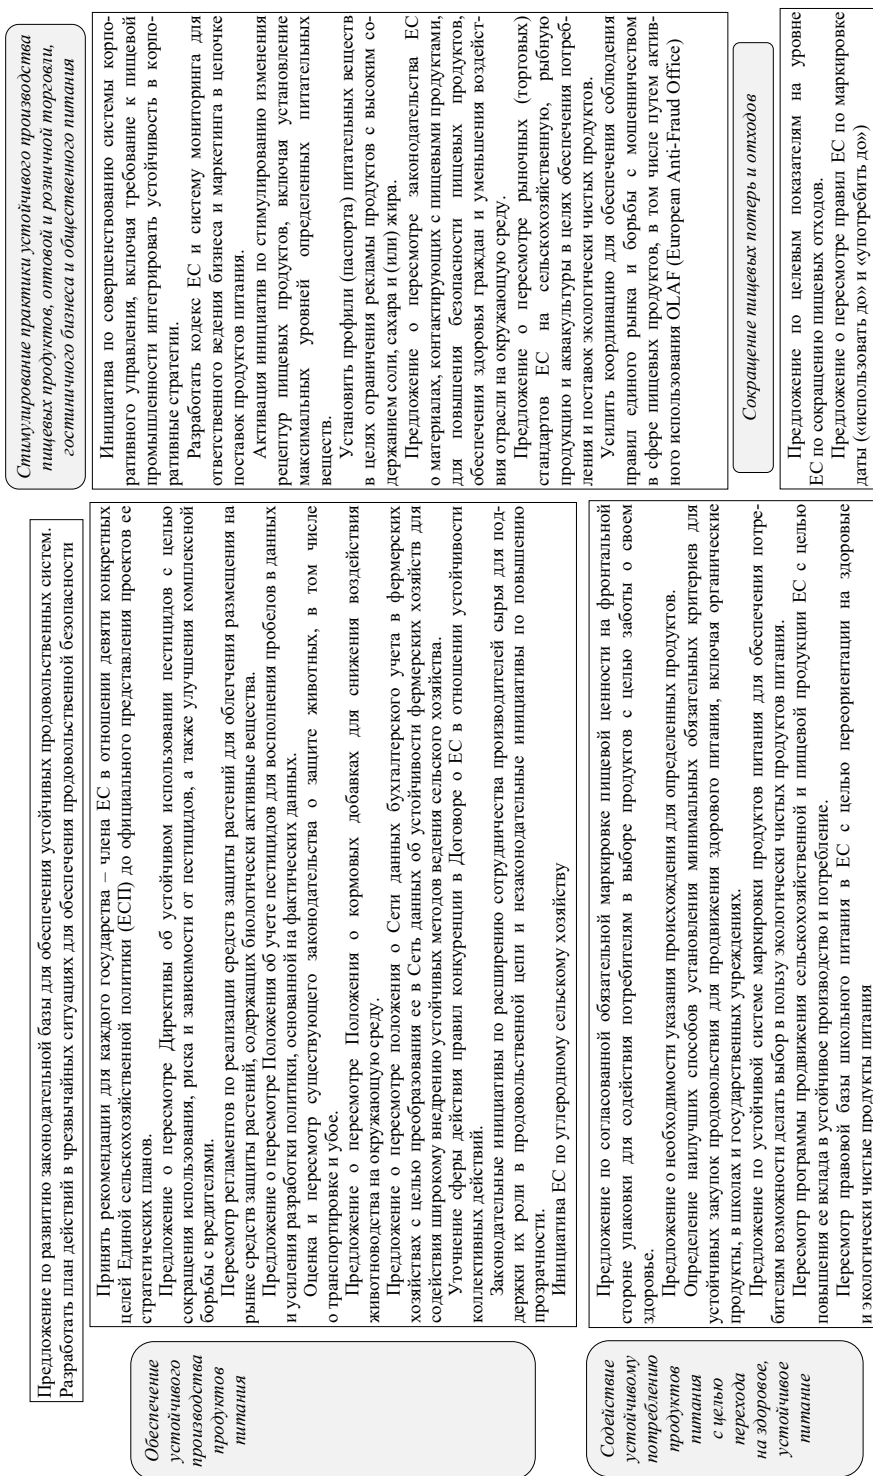 Предложение по развитию законодательной базы для обеспечения устойчивых продовольственных систем.
Разработать план действий в чрезвычайных ситуациях для обеспечения продовольственной безопасности
Обеспечение
устойчивого
производства
продуктов
питания
Принять рекомендации для каждого государства – члена ЕС в отношении девяти конкретных
целей Единой сельскохозяйственной политики (ЕСП) до официального представления проектов ее
стратегических планов.
Предложение о пересмотре Директивы об устойчивом использовании пестицидов с целью
сокращения использования, риска и зависимости от пестицидов, а также улучшения комплексной
борьбы с вредителями.
Пересмотр регламентов по реализации средств защиты растений для облегчения размещения на
рынке средств защиты растений, содержащих биологически активные вещества.
Предложение о пересмотре Положения об учете пестицидов для восполнения пробелов в данных
и усиления разработки политики, основанной на фактических данных.
Оценка и пересмотр существующего законодательства о защите животных, в том числе
о транспортировке и убое.
Предложение о пересмотре Положения о кормовых добавках для снижения воздействия
животноводства на окружающую среду.
Предложение о пересмотре положения о Сети данных бухгалтерского учета в фермерских
хозяйствах с целью преобразования ее в Сеть данных об устойчивости фермерских хозяйств для
содействия широкому внедрению устойчивых методов ведения сельского хозяйства.
Уточнение сферы действия правил конкуренции в Договоре о ЕС в отношении устойчивости
коллективных действий.
Законодательные инициативы по расширению сотрудничества производителей сырья для под-
держки их роли в продовольственной цепи и незаконодательные инициативы по повышению
прозрачности.
Инициатива ЕС по углеродному сельскому хозяйству
Содействие
устойчивому
потреблению
продуктов
питания
с целью
перехода
на здоровое,
устойчивое
питание
Предложение по согласованной обязательной маркировке пищевой ценности на фронтальной
стороне упаковки для содействия потребителям в выборе продуктов с целью заботы о своем
здоровье.
Предложение о необходимости указания происхождения для определенных продуктов.
Определение наилучших способов установления минимальных обязательных критериев для
устойчивых закупок продовольствия для продвижения здорового питания, включая органические
продукты, в школах и государственных учреждениях.
Предложение по устойчивой системе маркировки продуктов питания для обеспечения потре-
бителям возможности делать выбор в пользу экологически чистых продуктов питания.
Пересмотр программы продвижения сельскохозяйственной и пищевой продукции ЕС с целью
повышения ее вклада в устойчивое производство и потребление.
Пересмотр правовой базы школьного питания в ЕС с целью переориентации на здоровые
и экологически чистые продукты питания
Стимулирование практики устойчивого производства
пищевых продуктов, оптовой и розничной торговли,
гостиничного бизнеса и общественного питания
Инициатива по совершенствованию системы корпо-
ративного управления, включая требование к пищевой
промышленности интегрировать устойчивость в корпо-
ративные стратегии.
Разработать кодекс ЕС и систему мониторинга для
ответственного ведения бизнеса и маркетинга в цепочке
поставок продуктов питания.
Активация инициатив по стимулированию изменения
рецептур пищевых продуктов, включая установление
максимальных уровней определенных питательных
веществ.
Установить профили (паспорта) питательных веществ
в целях ограничения рекламы продуктов с высоким со-
держанием соли, сахара и (или) жира.
Предложение о пересмотре законодательства ЕС
о материалах, контактирующих с пищевыми продуктами,
для повышения безопасности пищевых продуктов,
обеспечения здоровья граждан и уменьшения воздейст-
вия отрасли на окружающую среду.
Предложение о пересмотре рыночных (торговых)
стандартов ЕС на сельскохозяйственную, рыбную
продукцию и аквакультуры в целях обеспечения потреб-
ления и поставок экологически чистых продуктов.
Усилить координацию для обеспечения соблюдения
правил единого рынка и борьбы с мошенничеством
в сфере пищевых продуктов, в том числе путем актив-
ного использования OLAF (European Anti-Fraud Office)
Сокращение пищевых потерь и отходов
Предложение по целевым показателям на уровне
ЕС по сокращению пищевых отходов.
Предложение о пересмотре правил ЕС по маркировке
даты («использовать до» и «употребить до»)